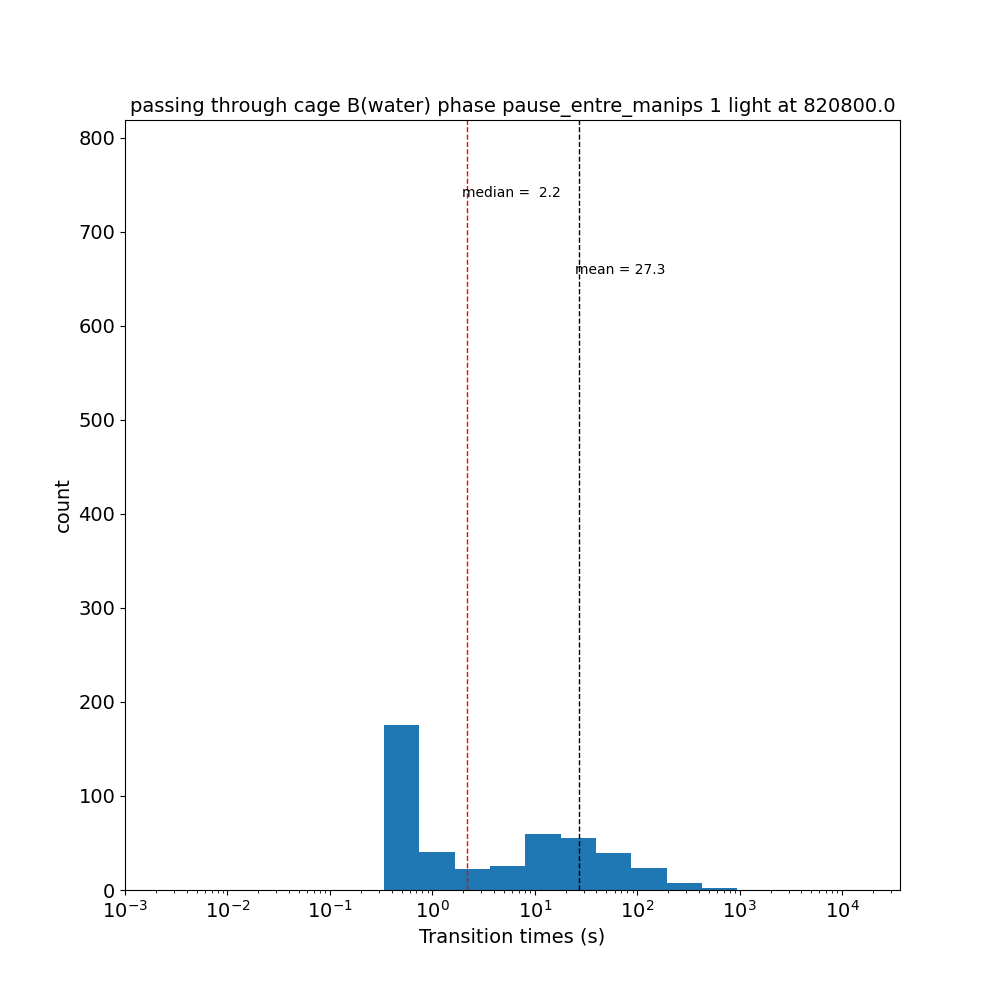 passing through cage B(water) phase pause_entre_manips 1 light at 820800.0
800
median =  2.2
700
mean = 27.3
600
500
count
400
300
200
100
0
10⁻³ 10⁻² 10⁻¹ 10⁰ 10¹ 10² 10³ 10⁴
Transition times (s)